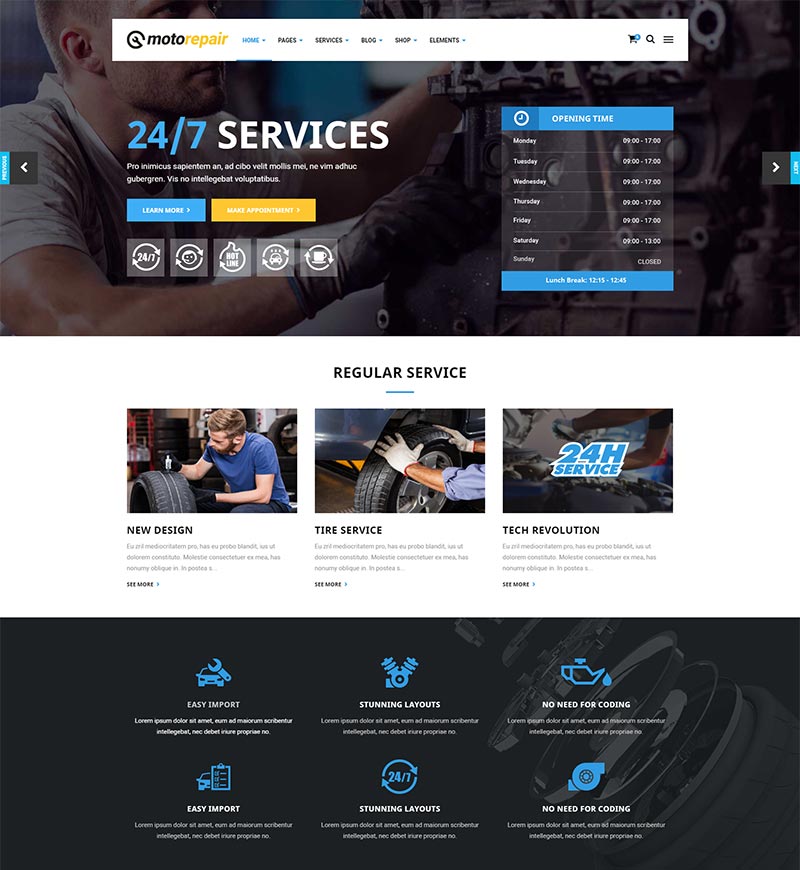 motorepair
HOME PAGES SERVICES BLOG SHOP ELEMENTS
PREVIOUS
NEXT
24/7 SERVICES
Pro inimicus sapientem an, ad cibo velit mollis mei, ne vim adhuc
gubergren. Vis no intellegebat voluptatibus.
LEARN MORE
MAKE APPOINTMENT
24/7
HOT
LINE
OPENING TIME
Monday 09:00 - 17:00
Tuesday 09:00 - 17:00
Wednesday 09:00 - 17:00
Thursday 09:00 - 17:00
Friday 09:00 - 17:00
Saturday 09:00 - 13:00
Sunday CLOSED
Lunch Break: 12:15 - 12:45
REGULAR SERVICE
24H
SERVICE
NEW DESIGN
Eu zril mediocritatem pro, has eu probo blandit, ius ut
dolorem constituto. Molestie consectetuer ex mea, has
nonumy oblique in. In postea s...
SEE MORE
TIRE SERVICE
Eu zril mediocritatem pro, has eu probo blandit, ius ut
dolorem constituto. Molestie consectetuer ex mea, has
nonumy oblique in. In postea s...
SEE MORE
TECH REVOLUTION
Eu zril mediocritatem pro, has eu probo blandit, ius ut
dolorem constituto. Molestie consectetuer ex mea, has
nonumy oblique in. In postea s...
SEE MORE
EASY IMPORT
Lorem ipsum dolor sit amet, eum ad maiorum scribentur
intellegebat, nec debet iriure propriae no.
STUNNING LAYOUTS
Lorem ipsum dolor sit amet, eum ad maiorum scribentur
intellegebat, nec debet iriure propriae no.
NO NEED FOR CODING
Lorem ipsum dolor sit amet, eum ad maiorum scribentur
intellegebat, nec debet iriure propriae no.
24/7
EASY IMPORT
Lorem ipsum dolor sit amet, eum ad maiorum scribentur
intellegebat, nec debet iriure propriae no.
STUNNING LAYOUTS
Lorem ipsum dolor sit amet, eum ad maiorum scribentur
intellegebat, nec debet iriure propriae no.
NO NEED FOR CODING
Lorem ipsum dolor sit amet, eum ad maiorum scribentur
intellegebat, nec debet iriure propriae no.